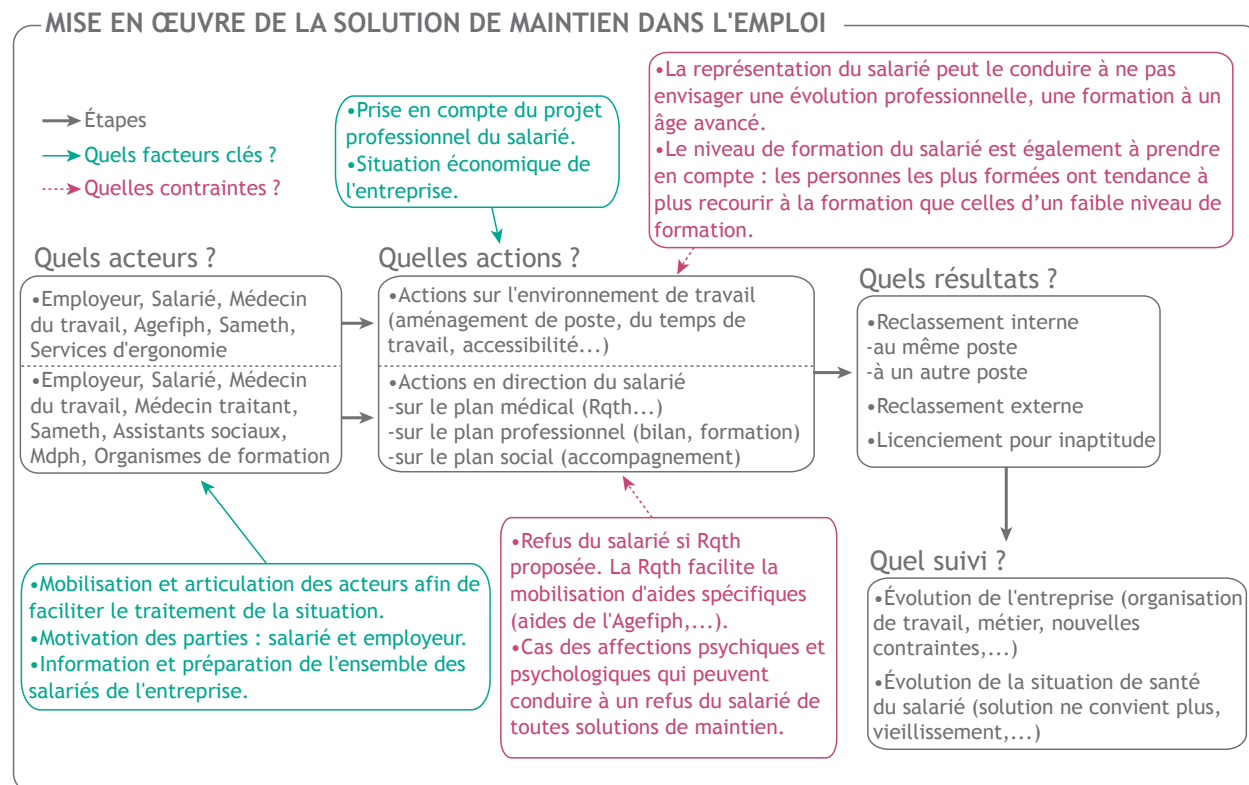 MISE EN ŒUVRE DE LA SOLUTION DE MAINTIEN DANS L'EMPLOI
Étapes
Quels facteurs clés ?
Quelles contraintes ?
•Prise en compte du projet
professionnel du salarié.
•Situation économique de
l'entreprise.
•La représentation du salarié peut le conduire à ne pas
envisager une évolution professionnelle, une formation à un
âge avancé.
•Le niveau de formation du salarié est également à prendre
en compte : les personnes les plus formées ont tendance à
plus recourir à la formation que celles d’un faible niveau de
formation.
Quels acteurs ?
•Employeur, Salarié, Médecin
du travail, Agefiph, Sameth,
Services d'ergonomie
•Employeur, Salarié, Médecin
du travail, Médecin traitant,
Sameth, Assistants sociaux,
Mdph, Organismes de formation
Quelles actions ?
•Actions sur l'environnement de travail
(aménagement de poste, du temps de
travail, accessibilité...)
•Actions en direction du salarié
-sur le plan médical (Rqth...)
-sur le plan professionnel (bilan, formation)
-sur le plan social (accompagnement)
Quels résultats ?
•Reclassement interne
-au même poste
-à un autre poste
•Reclassement externe
•Licenciement pour inaptitude
•Mobilisation et articulation des acteurs afin de
faciliter le traitement de la situation.
•Motivation des parties : salarié et employeur.
•Information et préparation de l'ensemble des
salariés de l'entreprise.
•Refus du salarié si Rqth
proposée. La Rqth facilite la
mobilisation d'aides spécifiques
(aides de l'Agefiph,...).
•Cas des affections psychiques et
psychologiques qui peuvent
conduire à un refus du salarié de
toutes solutions de maintien.
Quel suivi ?
•Évolution de l'entreprise (organisation
de travail, métier, nouvelles
contraintes,...)
•Évolution de la situation de santé
du salarié (solution ne convient plus,
vieillissement,...)